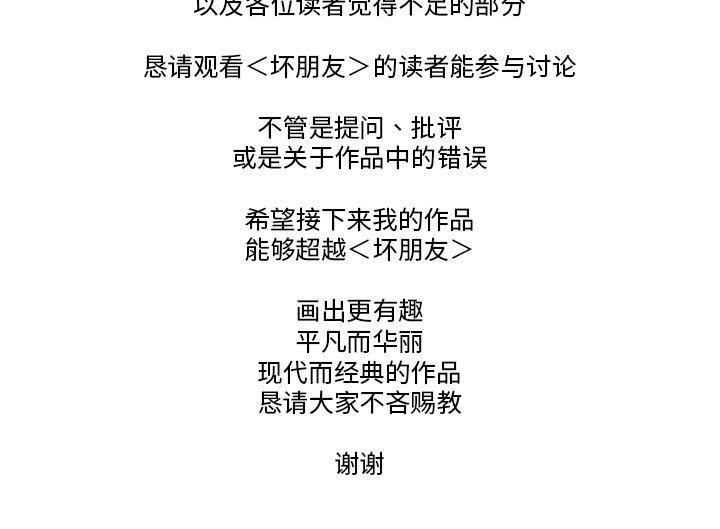 以及各位读者觉得不足的部分
恳请观看＜坏朋友＞的读者能参与讨论
不管是提问、批评
或是关于作品中的错误
希望接下来我的作品
能够超越＜坏朋友＞
画出更有趣
平凡而华丽
现代而经典的作品
恳请大家不吝赐教
谢谢